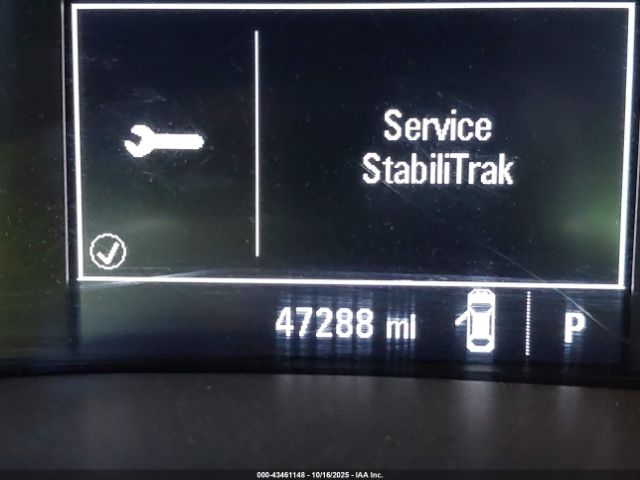 Service
StabiliTrak
47288 mi
P
000-43461148 - 10/16/2025 - IAA Inc.